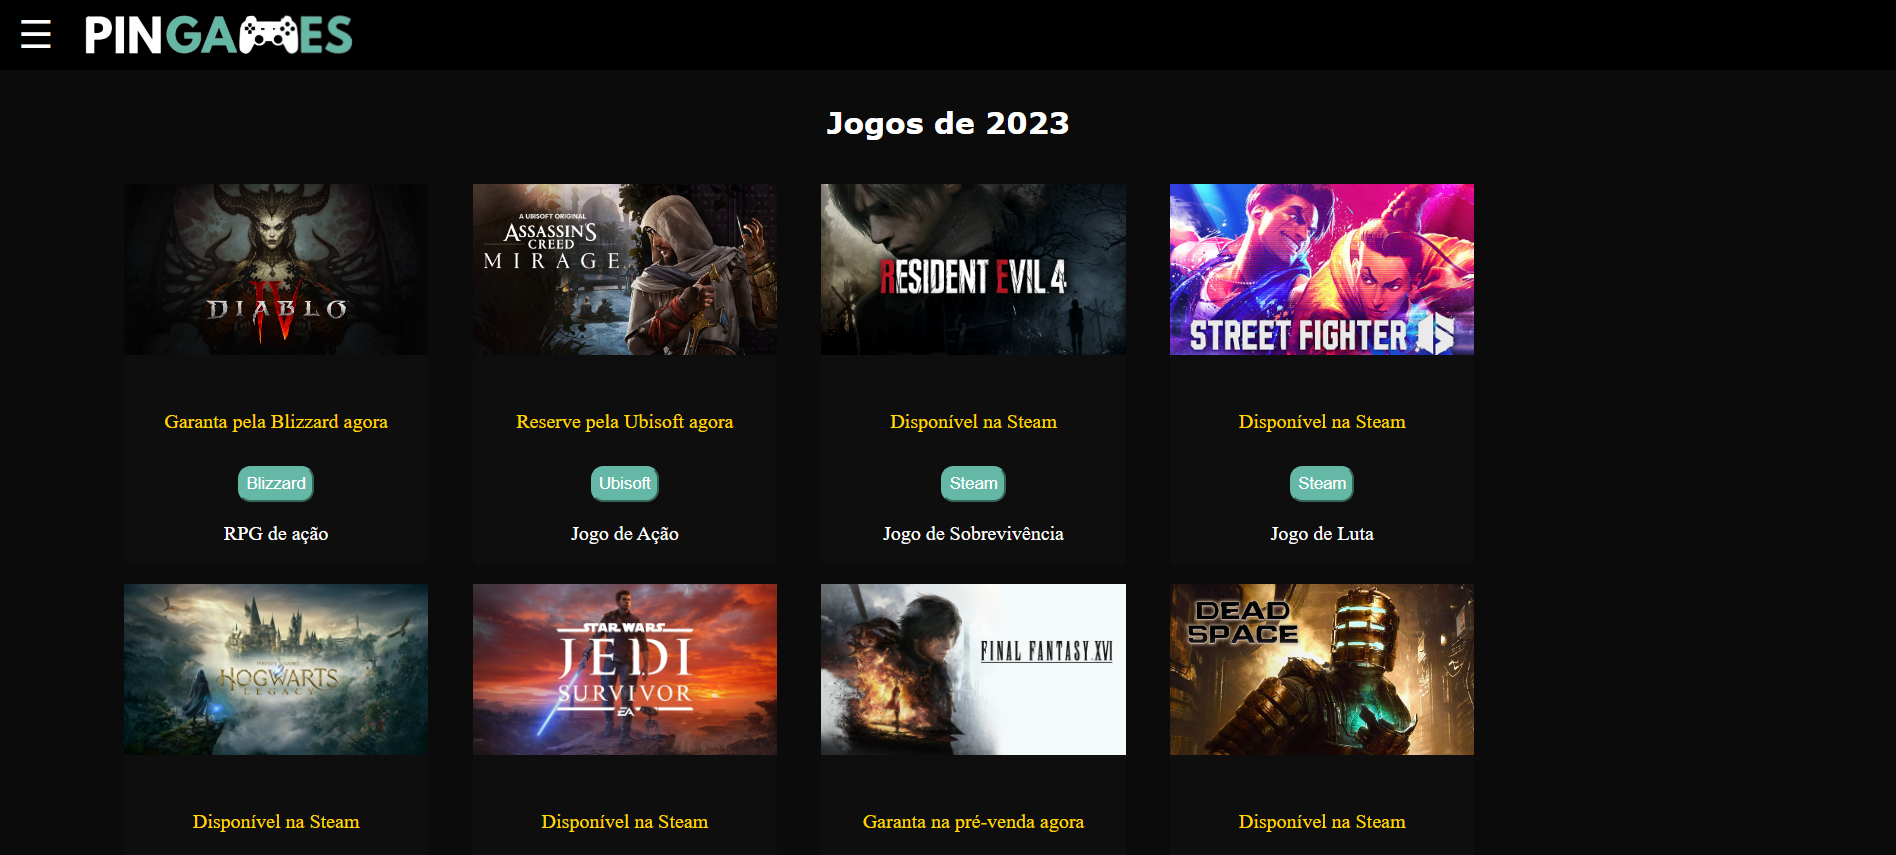 PINGAMES
Jogos de 2023
DIABLO
IV
A UBISOFT ORIGINAL
ASSASSIN'S
CREED
MIRAGE
RESIDENT EVIL 4
STREET FIGHTER 6
Garanta pela Blizzard agora
Reserve pela Ubisoft agora
Disponível na Steam
Disponível na Steam
Blizzard
Ubisoft
Steam
Steam
RPG de ação
Jogo de Ação
Jogo de Sobrevivência
Jogo de Luta
HOGWARTS
LEGACY
STAR WARS
JEDI
SURVIVOR
EA
FINAL FANTASY XVI
DEAD
SPACE
Disponível na Steam
Disponível na Steam
Garanta na pré-venda agora
Disponível na Steam